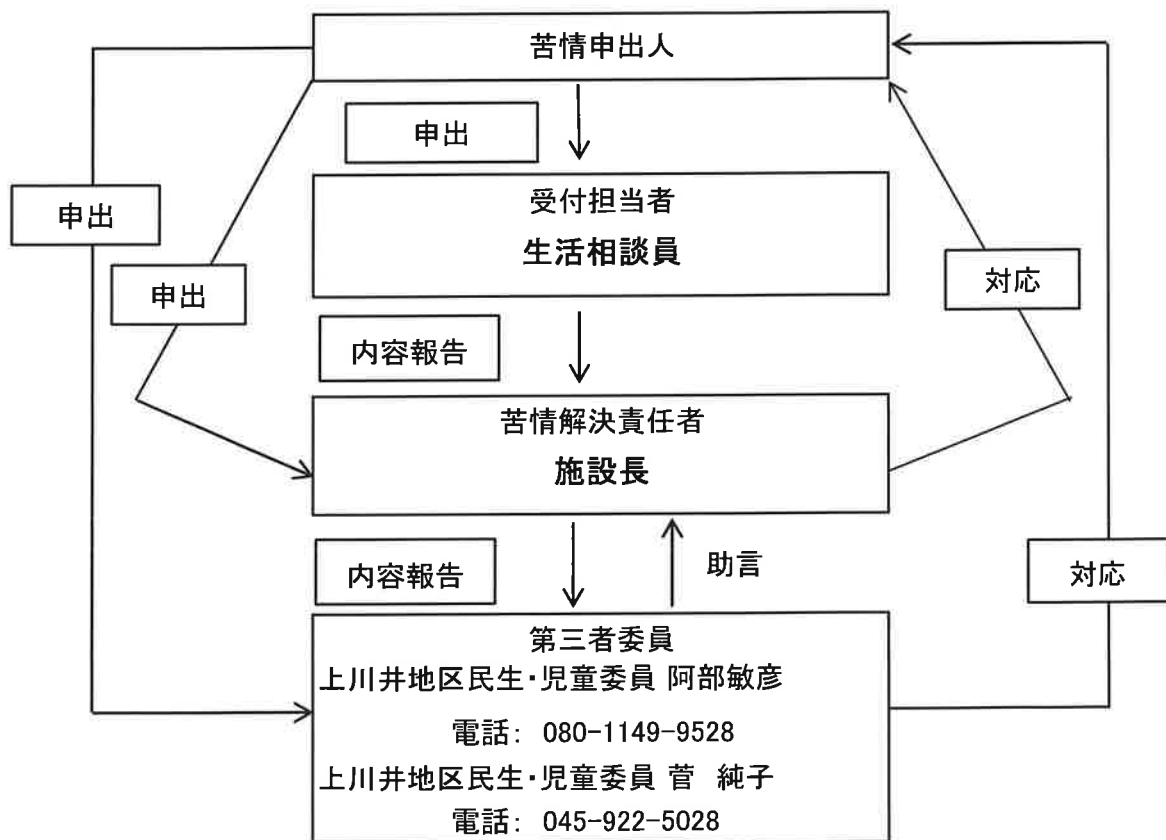 苦情申出人
申出
受付担当者
生活相談員
申出
申出
対応
内容報告
苦情解決責任者
施設長
内容報告
助言
対応
第三者委員
上川井地区民生・児童委員 阿部敏彦
電話: 080-1149-9528
上川井地区民生・児童委員 菅　純子
電話: 045-922-5028